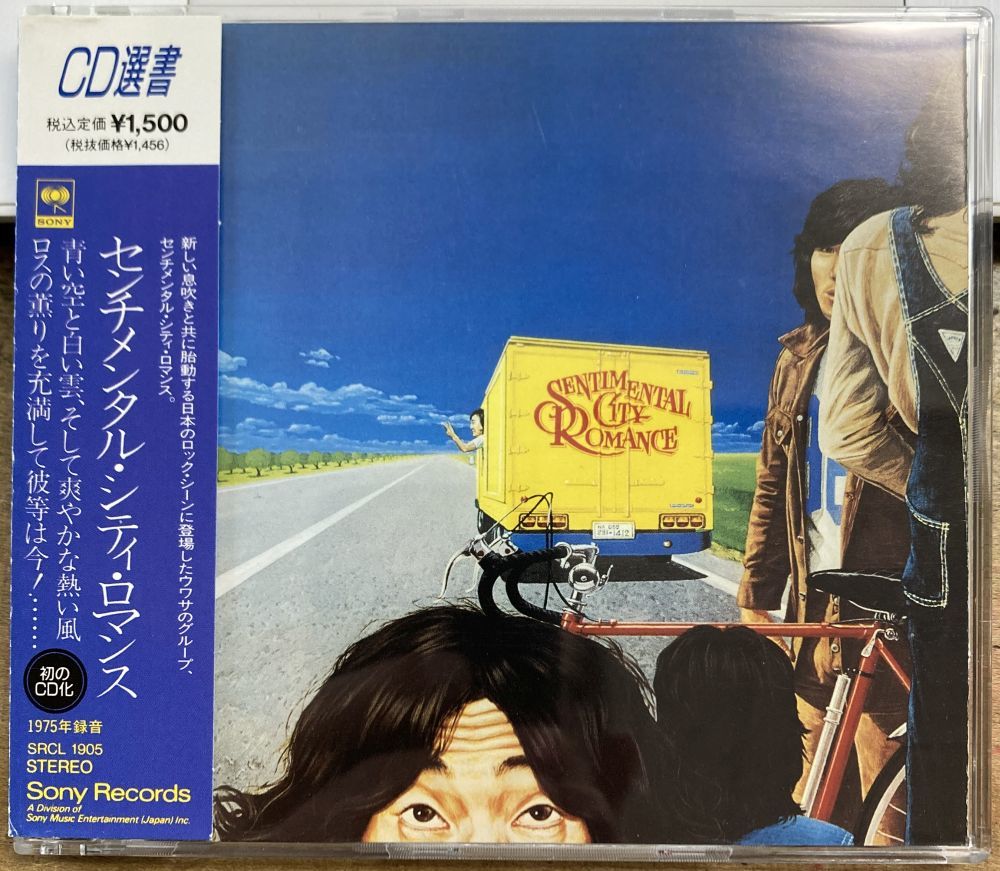 CD選書
税込定価 ¥1,500
(税抜価格¥1,456)
SONY
新しい息吹きと共に胎動する日本のロック・シーンに登場したウワサのグループ、
センチメンタル・シティ・ロマンス。
センチメンタル・シティ・ロマンス
青い空と白い雲、そして爽やかな熱い風
ロスの薫りを充満して彼等は今!……
初の
CD化
1975年録音
SRCL 1905
STEREO
Sony Records
A Division of
Sony Music Entertainment (Japan) Inc.
SENTIMENTAL
CITY
ROMANCE